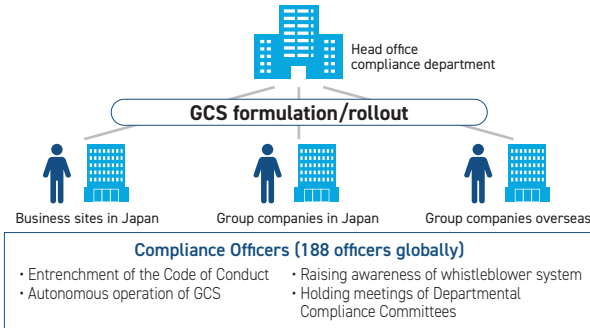 Head office
compliance department
GCS formulation/rollout
Business sites in Japan
Group companies in Japan
Group companies overseas
Compliance Officers (188 officers globally)
・Entrenchment of the Code of Conduct
・Autonomous operation of GCS
・Raising awareness of whistleblower system
・Holding meetings of Departmental
Compliance Committees